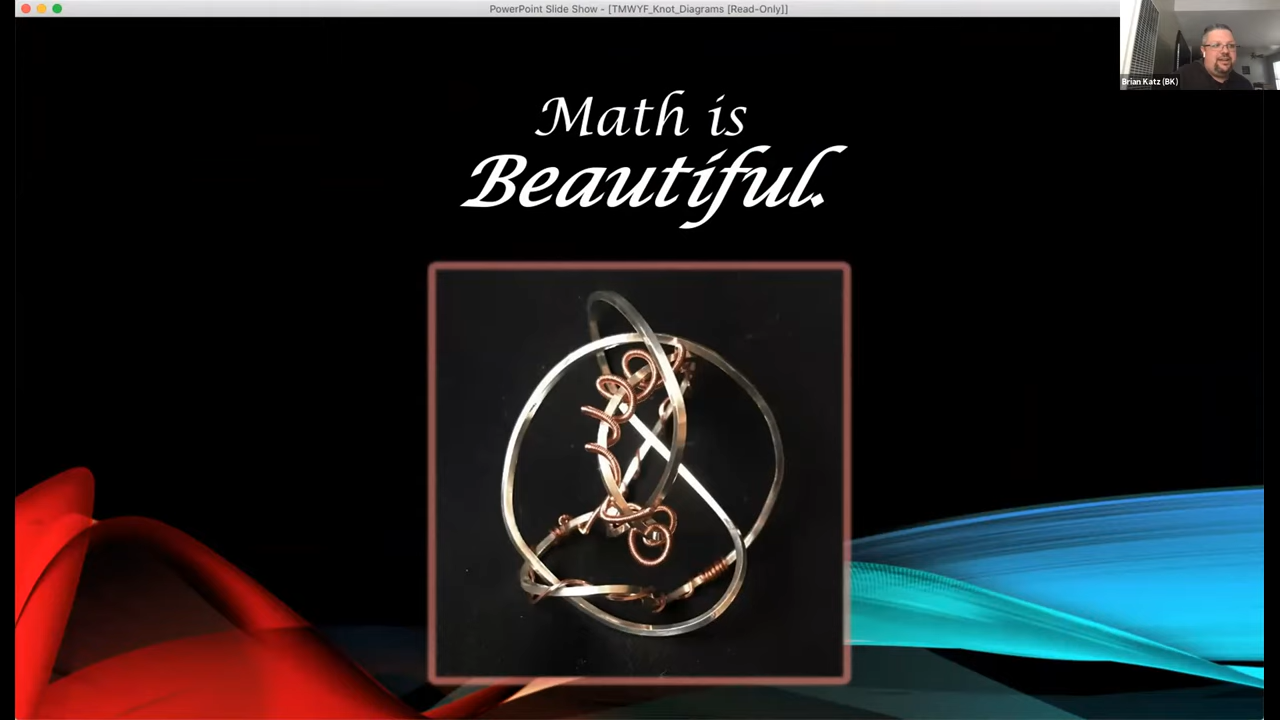 PowerPoint Slide Show - [TMWYF_Knot_Diagrams [Read-Only]]
Brian Katz (BK)
Math is
Beautiful.